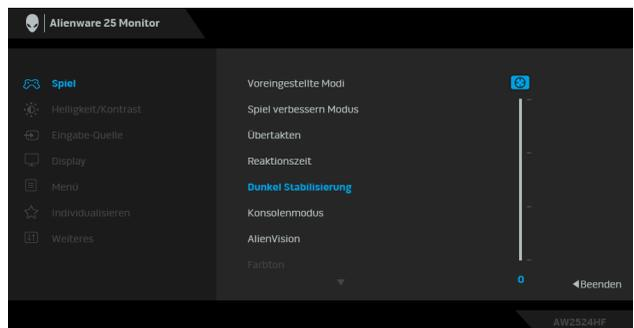 Alienware 25 Monitor
Spiel
Helligkeit/Kontrast
Eingabe-Quelle
Display
Menü
Individualisieren
Weiteres
Voreingestellte Modi
Spiel verbessern Modus
Übertakten
Reaktionszeit
Dunkel Stabilisierung
Konsolenmodus
AlienVision
Farbton
0
Beenden
AW2524HF